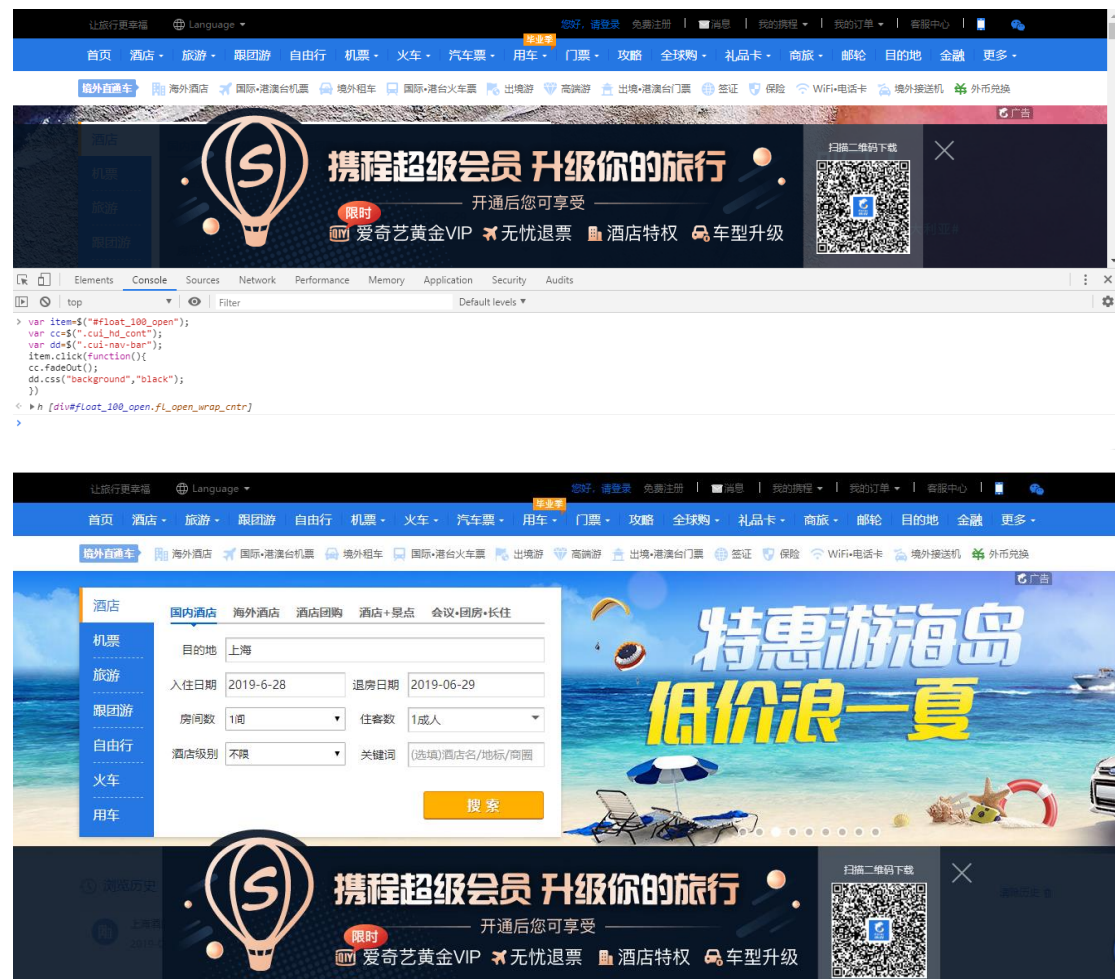 让旅行更幸福 Language 您好，请登录 免费注册 消息 我的携程 我的订单 客服中心
毕业季
首页 酒店 旅游 跟团游 自由行 机票 火车 汽车票 用车 门票 攻略 全球购 礼品卡 商旅 邮轮 目的地 金融 更多
境外直通车 海外酒店 国际•港澳台机票 境外租车 国际•港台火车票 出境游 高端游 出境•港澳台门票 签证 保险 WiFi•电话卡 境外接送机 外币兑换
广告
酒店
机票
旅游
跟团游
扫描二维码下载
S 携程超级会员 升级你的旅行
开通后您可享受
限时
DIY 爱奇艺黄金VIP 无忧退票 酒店特权 车型升级
Elements Console Sources Network Performance Memory Application Security Audits
top Filter Default levels ▼
> var item=$("#float_100_open");
var cc=$(".cui_hd_cont");
var dd=$(".cui-nav-bar");
item.click(function(){
cc.fadeOut();
dd.css("background","black");
})
h [div#float_100_open.fl_open_wrap_cntr]
>
让旅行更幸福 Language 您好，请登录 免费注册 消息 我的携程 我的订单 客服中心
毕业季
首页 酒店 旅游 跟团游 自由行 机票 火车 汽车票 用车 门票 攻略 全球购 礼品卡 商旅 邮轮 目的地 金融 更多
境外直通车 海外酒店 国际•港澳台机票 境外租车 国际•港台火车票 出境游 高端游 出境•港澳台门票 签证 保险 WiFi•电话卡 境外接送机 外币兑换
广告
酒店
机票
旅游
跟团游
自由行
火车
用车
国内酒店 海外酒店 酒店团购 酒店+景点 会议•团房•长住
目的地 上海
入住日期 2019-6-28 退房日期 2019-06-29
房间数 1间 住客数 1成人
酒店级别 不限 关键词 (选填)酒店名/地标/商圈
搜索
特惠游海岛
低价浪一夏
浏览历史
扫描二维码下载
S 携程超级会员 升级你的旅行
开通后您可享受
限时
DIY 爱奇艺黄金VIP 无忧退票 酒店特权 车型升级